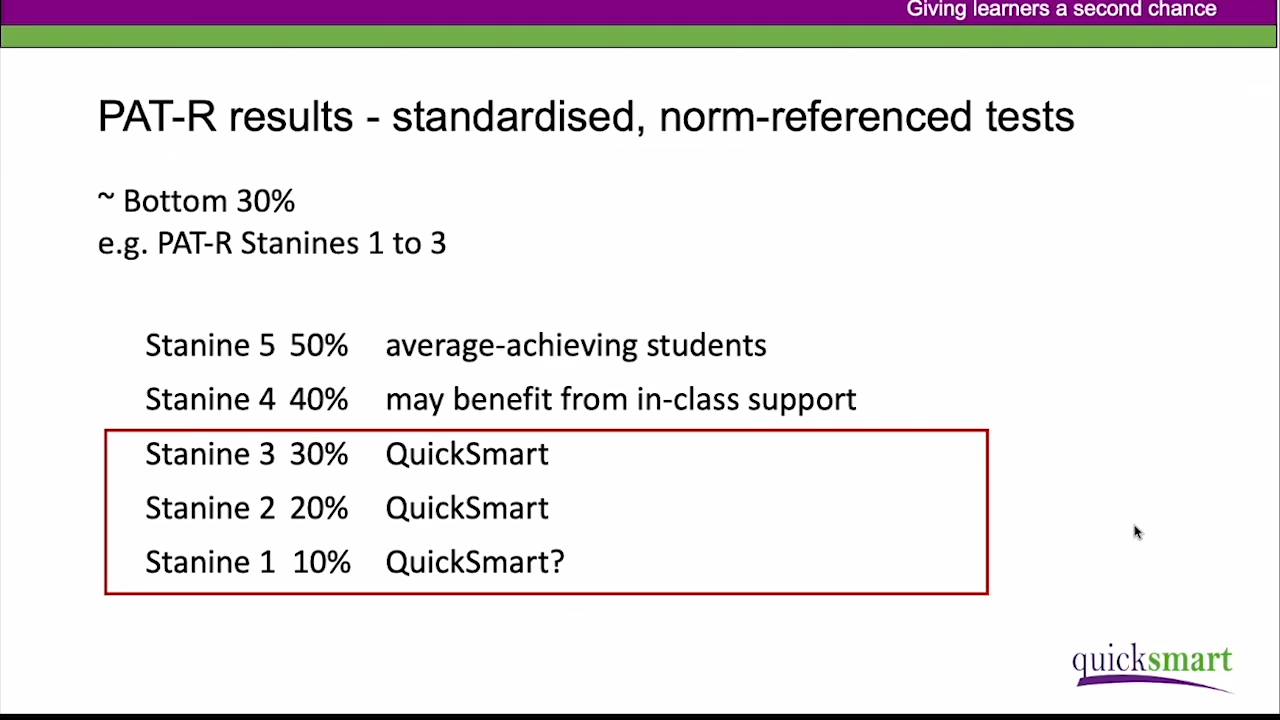 Giving learners a second chance
PAT-R results - standardised, norm-referenced tests
~ Bottom 30%
e.g. PAT-R Stanines 1 to 3
Stanine 5 50% average-achieving students
Stanine 4 40% may benefit from in-class support
Stanine 3 30% QuickSmart
Stanine 2 20% QuickSmart
Stanine 1 10% QuickSmart?
quicksmart